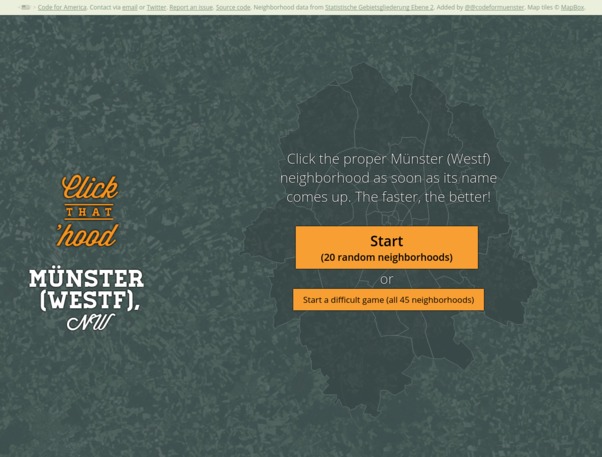 Code for America. Contact via email or Twitter. Report an issue. Source code. Neighborhood data from Statistische Gebietsgliederung Ebene 2. Added by @@codeformuenster. Map tiles © MapBox.
Click the proper Münster (Westf)
neighborhood as soon as its name
comes up. The faster, the better!
Click
THAT
'hood
Start
(20 random neighborhoods)
or
MÜNSTER
(WESTF),
NW
Start a difficult game (all 45 neighborhoods)